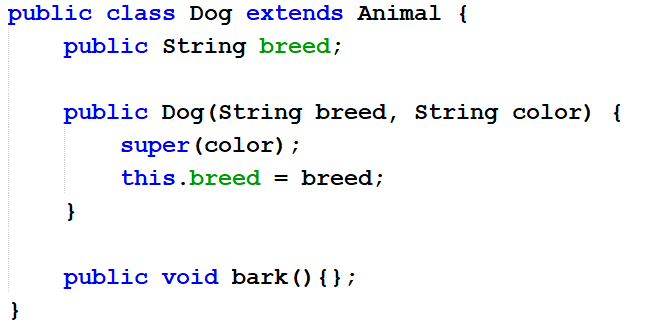 public class Dog extends Animal {
public String breed;
public Dog(String breed, String color) {
super(color);
this.breed = breed;
}
public void bark(){};
}